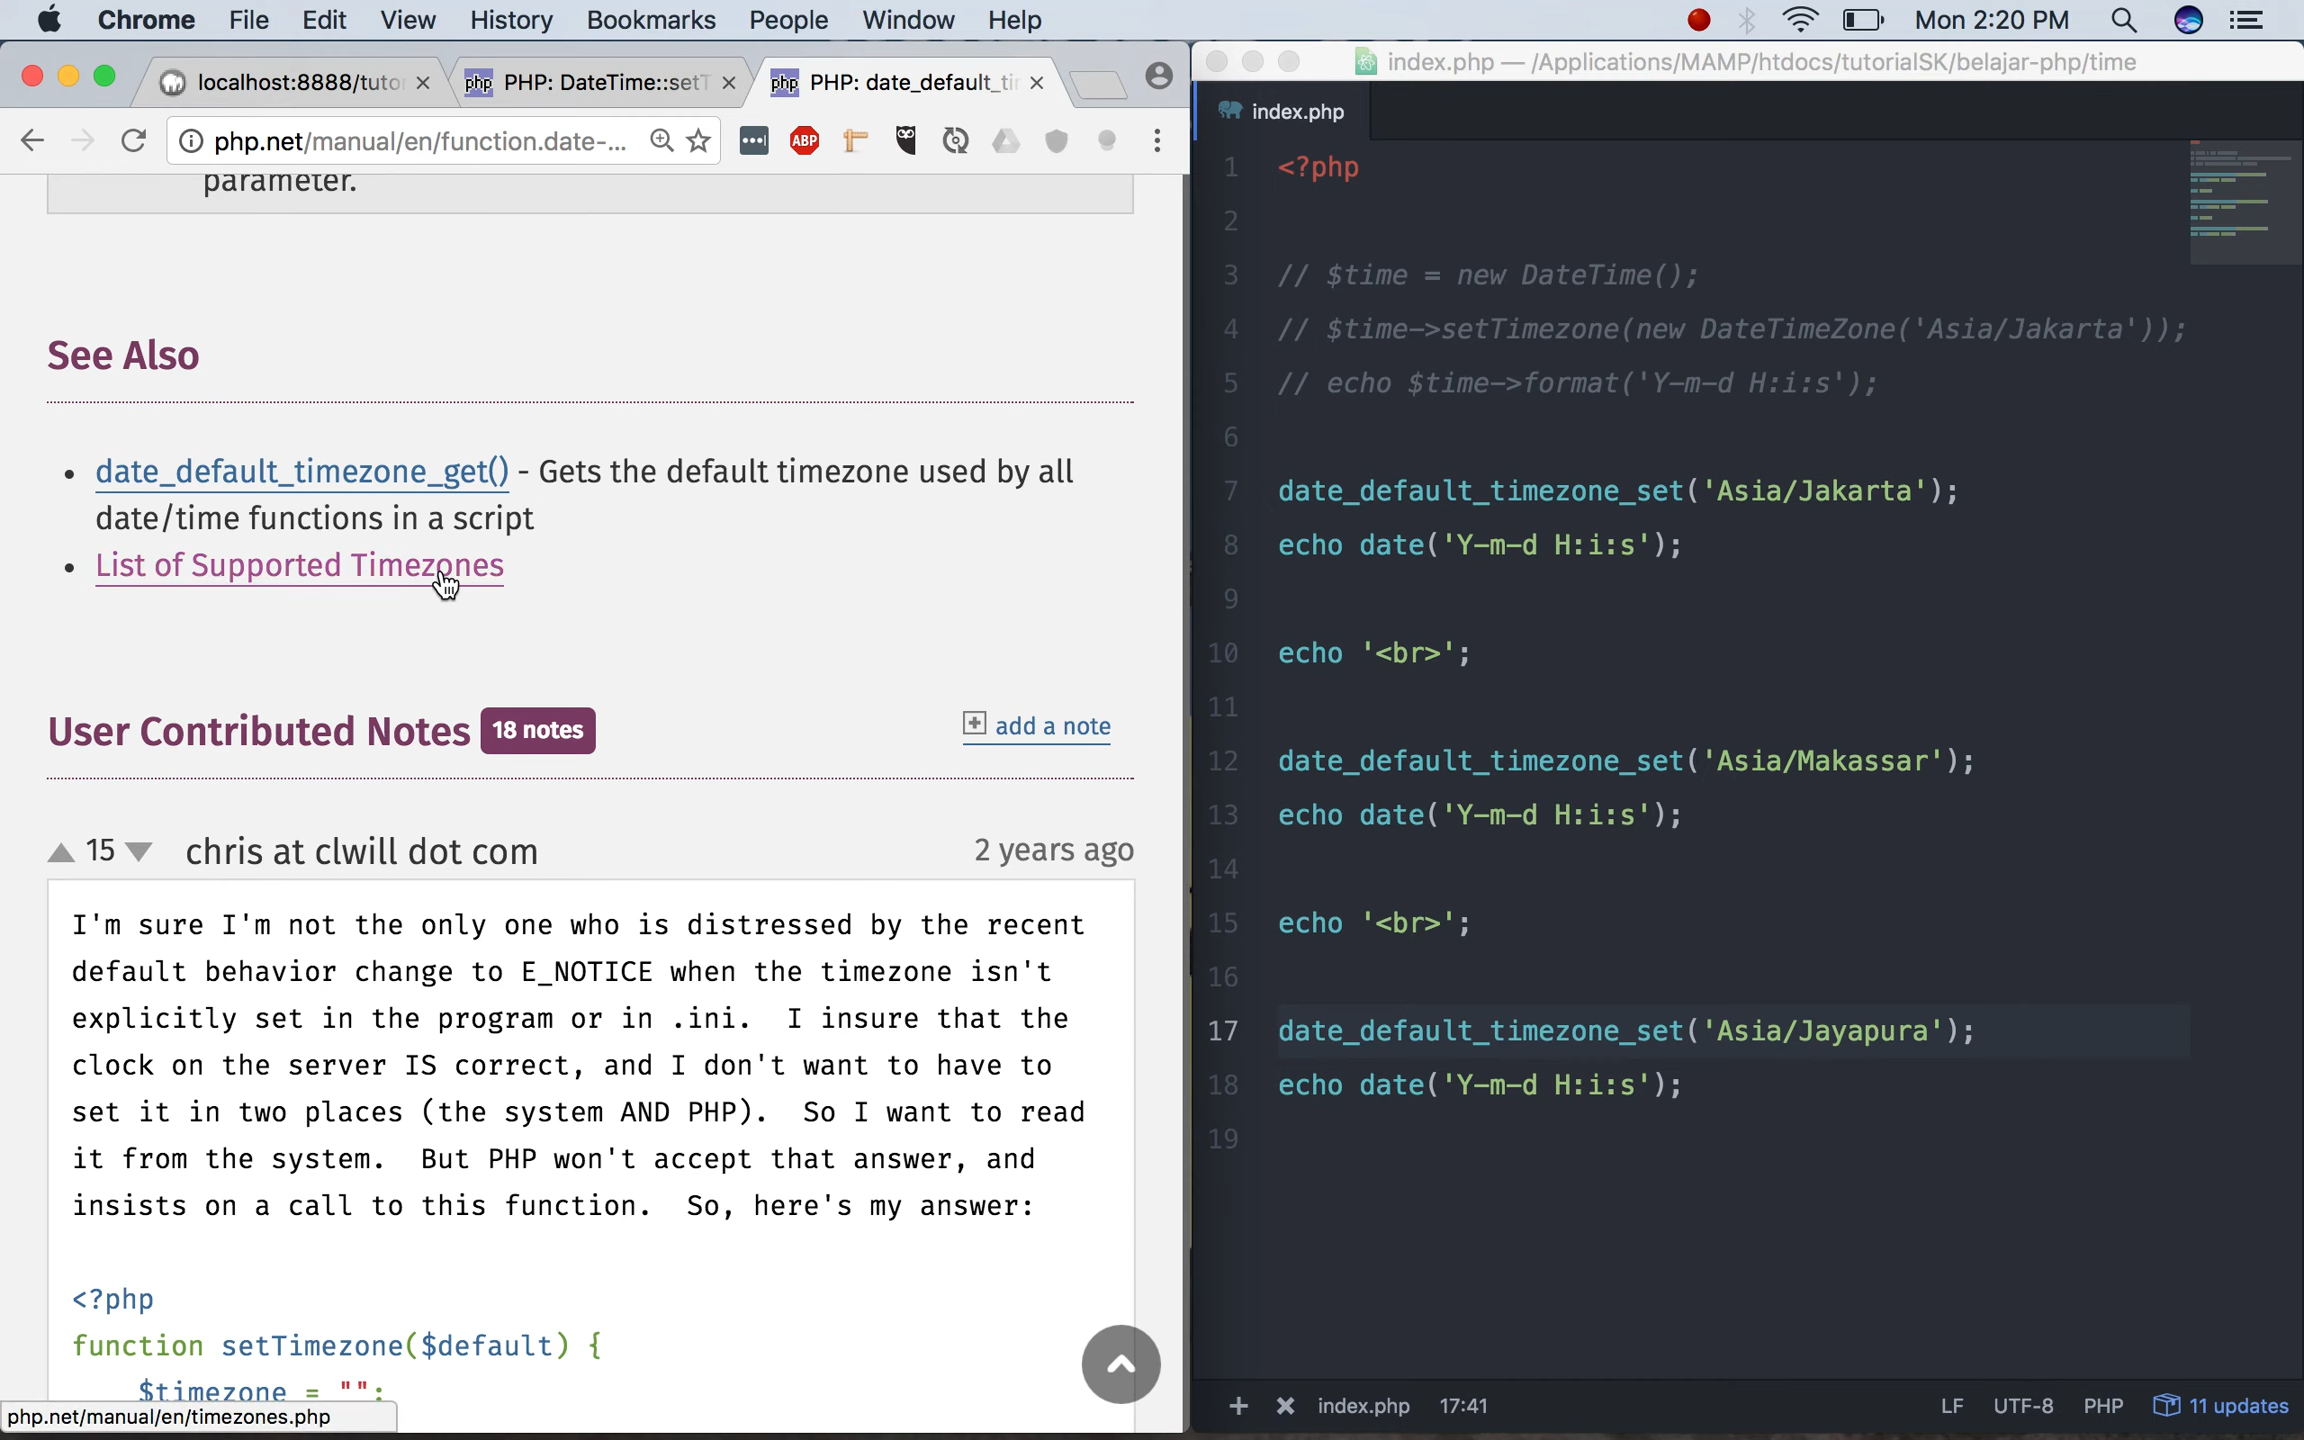 Chrome File Edit View History Bookmarks People Window Help
Mon 2:20 PM
localhost:8888/tutor
PHP: DateTime::setT
PHP: date_default_tim
php.net/manual/en/function.date-...
ABP
parameter.
See Also
date_default_timezone_get() - Gets the default timezone used by all
date/time functions in a script
List of Supported Timezones
User Contributed Notes 18 notes
add a note
15 chris at clwill dot com 2 years ago
I'm sure I'm not the only one who is distressed by the recent
default behavior change to E_NOTICE when the timezone isn't
explicitly set in the program or in .ini.  I insure that the
clock on the server IS correct, and I don't want to have to
set it in two places (the system AND PHP).  So I want to read
it from the system.  But PHP won't accept that answer, and
insists on a call to this function.  So, here's my answer:
<?php
function setTimezone($default) {
$timezone = "";
php.net/manual/en/timezones.php
index.php — /Applications/MAMP/htdocs/tutorialSK/belajar-php/time
index.php
1 <?php
2
3 // $time = new DateTime();
4 // $time->setTimezone(new DateTimeZone('Asia/Jakarta'));
5 // echo $time->format('Y-m-d H:i:s');
6
7 date_default_timezone_set('Asia/Jakarta');
8 echo date('Y-m-d H:i:s');
9
10 echo '<br>';
11
12 date_default_timezone_set('Asia/Makassar');
13 echo date('Y-m-d H:i:s');
14
15 echo '<br>';
16
17 date_default_timezone_set('Asia/Jayapura');
18 echo date('Y-m-d H:i:s');
19
index.php 17:41
LF UTF-8 PHP 11 updates